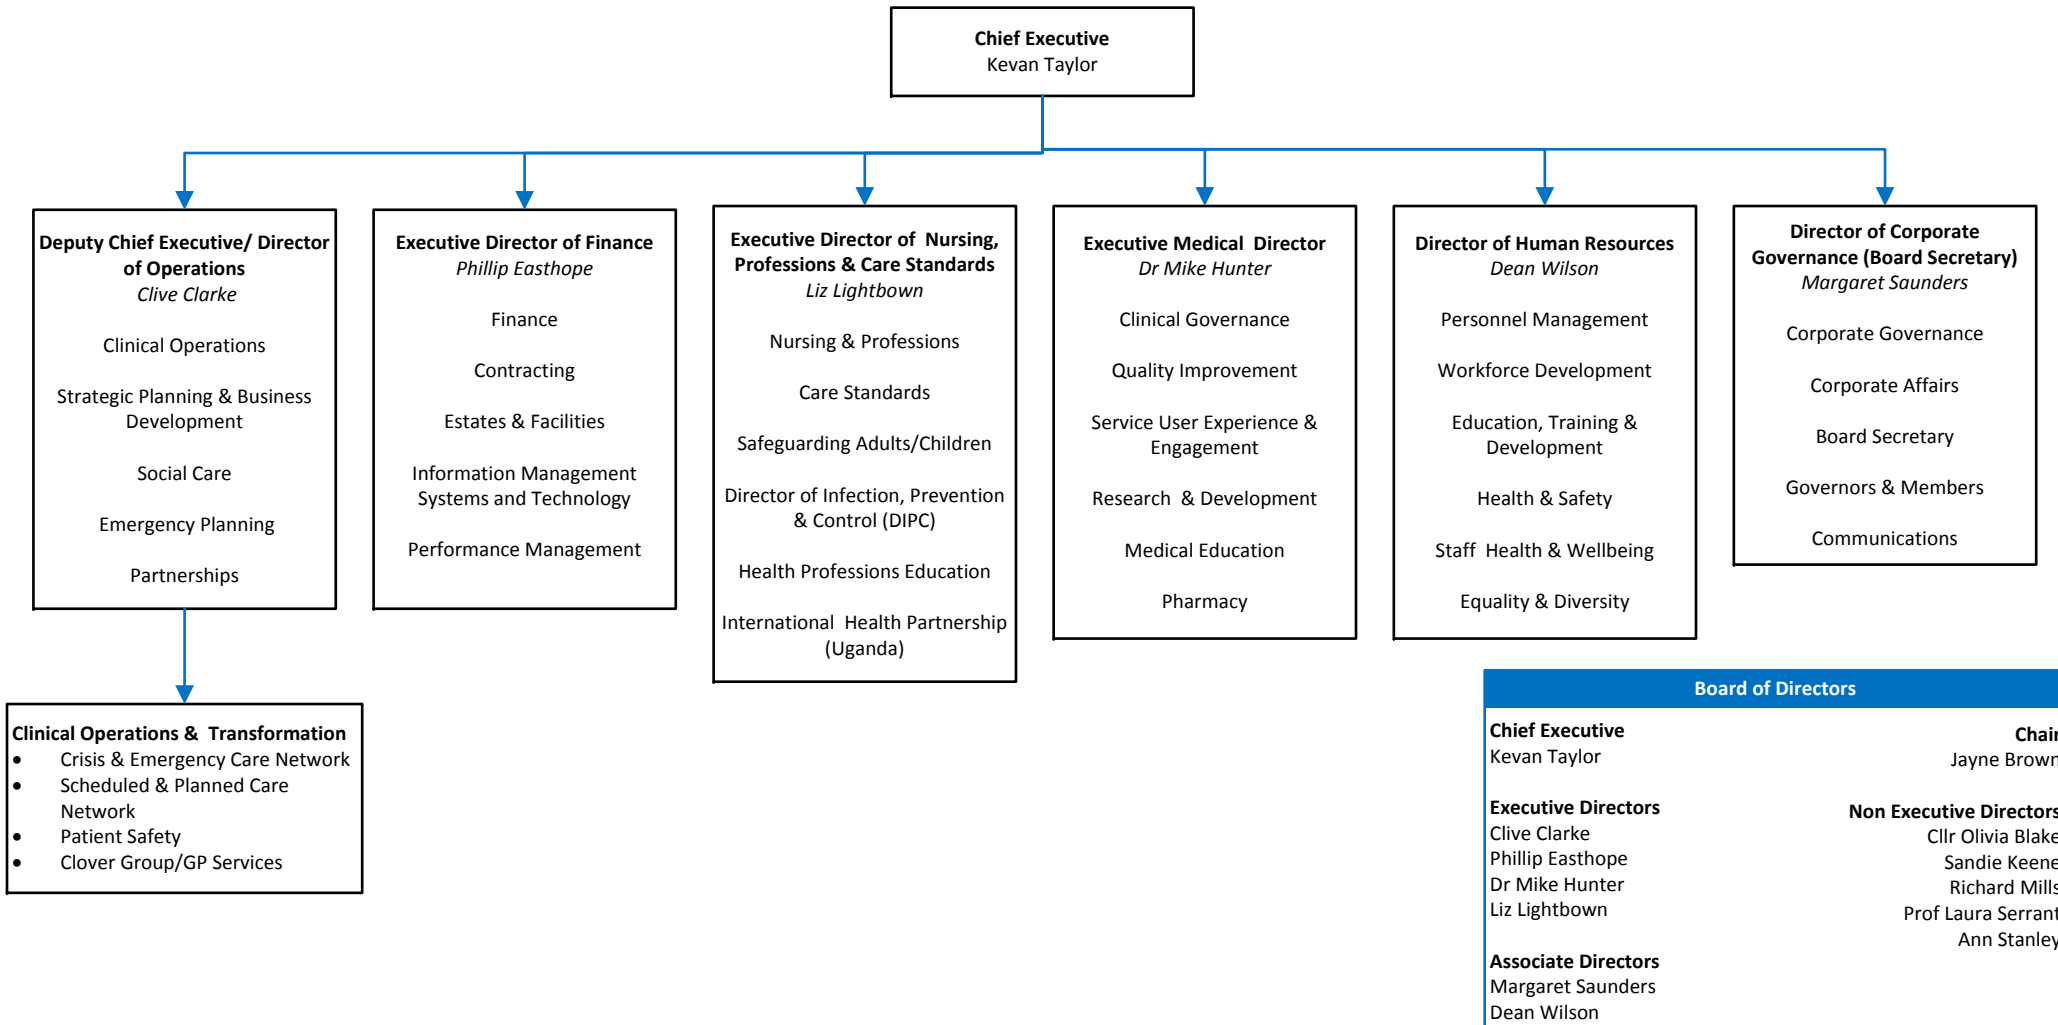 Chief Executive
Kevan Taylor
Deputy Chief Executive/ Director
of Operations
Clive Clarke
Clinical Operations
Strategic Planning & Business
Development
Social Care
Emergency Planning
Partnerships
Executive Director of Finance
Phillip Easthope
Finance
Contracting
Estates & Facilities
Information Management
Systems and Technology
Performance Management
Executive Director of Nursing,
Professions & Care Standards
Liz Lightbown
Nursing & Professions
Care Standards
Safeguarding Adults/Children
Director of Infection, Prevention
& Control (DIPC)
Health Professions Education
International Health Partnership
(Uganda)
Executive Medical Director
Dr Mike Hunter
Clinical Governance
Quality Improvement
Service User Experience &
Engagement
Research & Development
Medical Education
Pharmacy
Director of Human Resources
Dean Wilson
Personnel Management
Workforce Development
Education, Training &
Development
Health & Safety
Staff Health & Wellbeing
Equality & Diversity
Director of Corporate
Governance (Board Secretary)
Margaret Saunders
Corporate Governance
Corporate Affairs
Board Secretary
Governors & Members
Communications
Clinical Operations & Transformation
• Crisis & Emergency Care Network
• Scheduled & Planned Care
Network
• Patient Safety
• Clover Group/GP Services
Board of Directors
Chief Executive
Kevan Taylor
Executive Directors
Clive Clarke
Phillip Easthope
Dr Mike Hunter
Liz Lightbown
Associate Directors
Margaret Saunders
Dean Wilson
Chair
Jayne Brown
Non Executive Directors
Cllr Olivia Blake
Sandie Keene
Richard Mills
Prof Laura Serrant
Ann Stanley